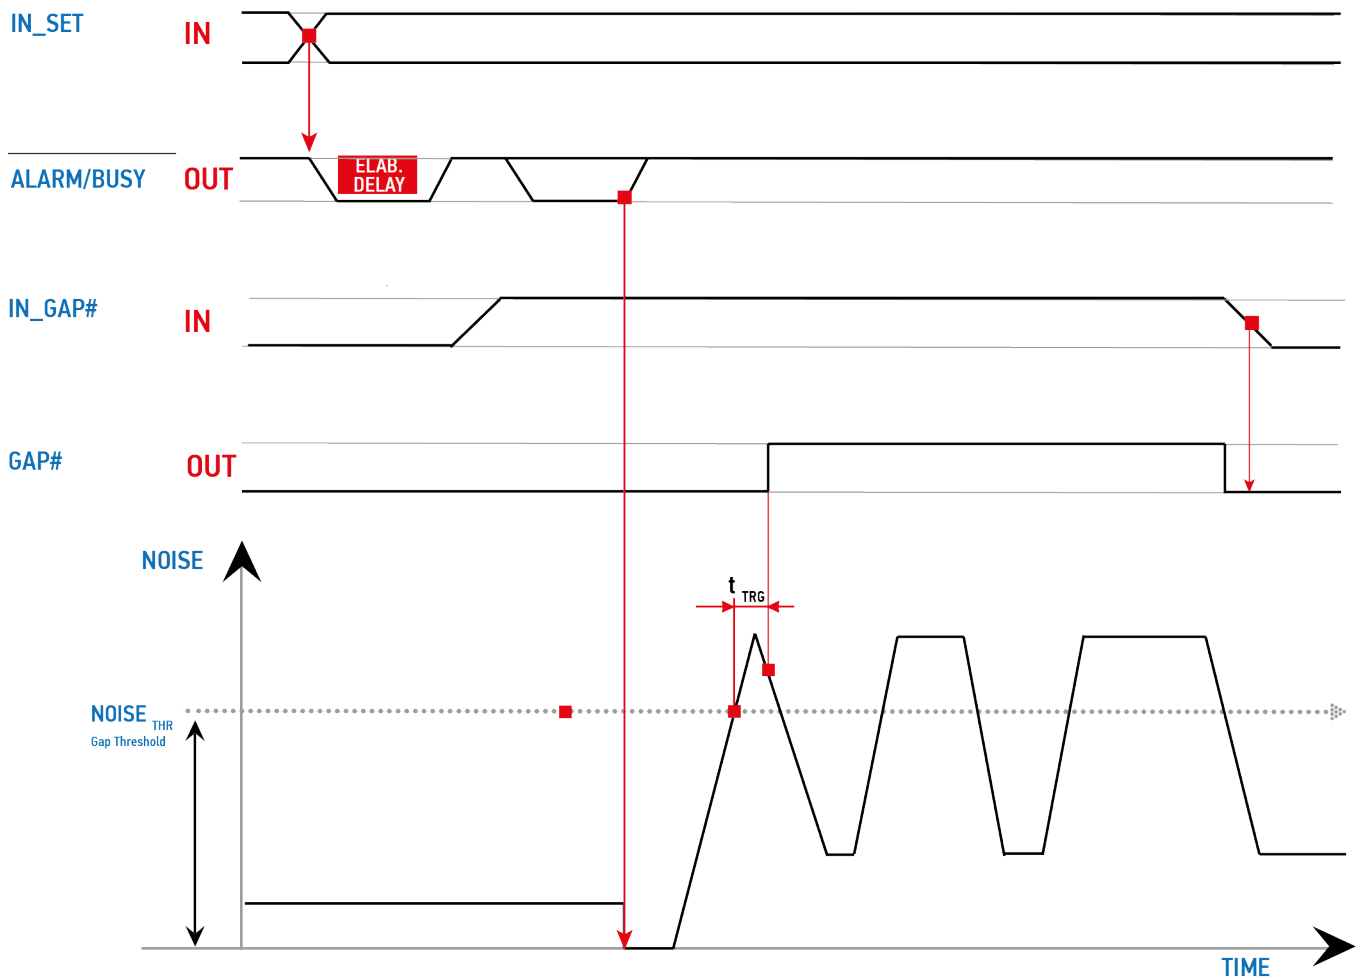 IN_SET
IN
ALARM/BUSY
OUT
ELAB.
DELAY
IN_GAP#
IN
GAP#
OUT
NOISE
t TRG
NOISE THR
Gap Threshold
TIME